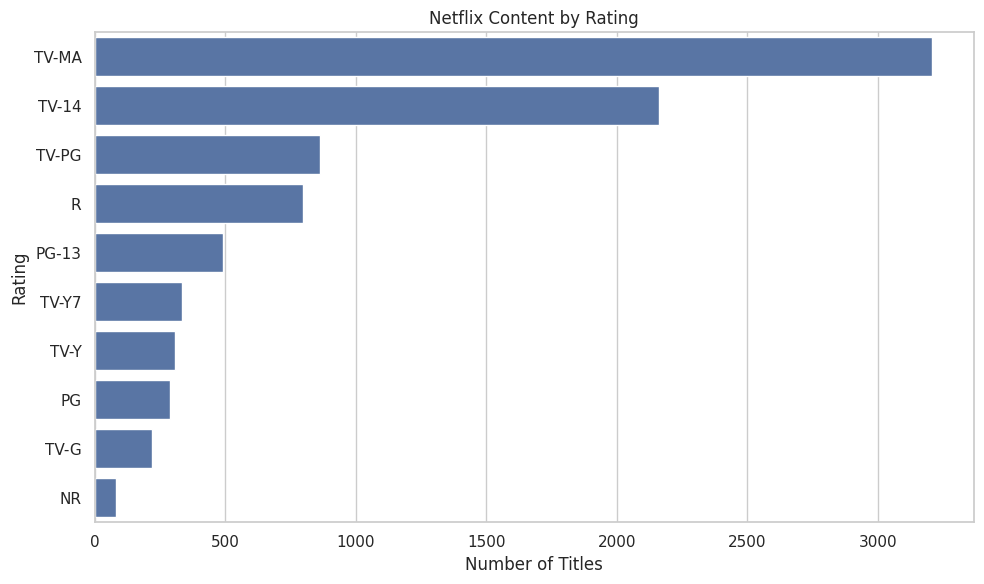 Netflix Content by Rating
Rating
TV-MA
TV-14
TV-PG
R
PG-13
TV-Y7
TV-Y
PG
TV-G
NR
0 500 1000 1500 2000 2500 3000
Number of Titles